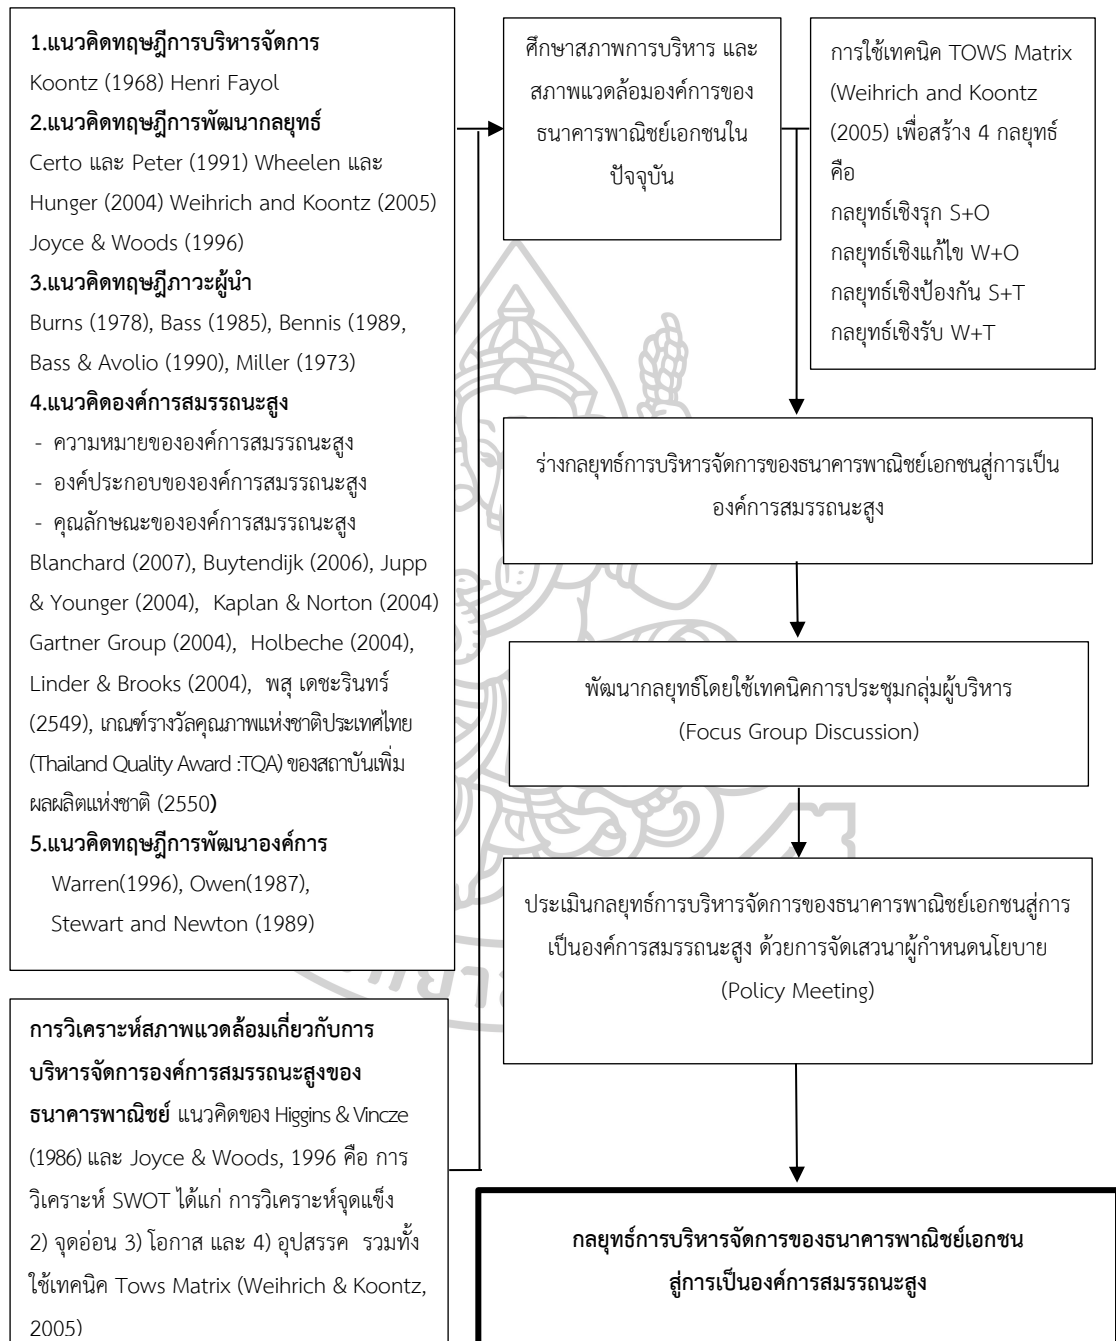 1.แนวคิดทฤษฎีการบริหารจัดการ
Koontz (1968) Henri Fayol
2.แนวคิดทฤษฎีการพัฒนากลยุทธ์
Certo และ Peter (1991) Wheelen และ
Hunger (2004) Weihrich and Koontz (2005)
Joyce & Woods (1996)
3.แนวคิดทฤษฎีภาวะผู้นำ
Burns (1978), Bass (1985), Bennis (1989,
Bass & Avolio (1990), Miller (1973)
4.แนวคิดองค์การสมรรถนะสูง
- ความหมายขององค์การสมรรถนะสูง
- องค์ประกอบขององค์การสมรรถนะสูง
- คุณลักษณะขององค์การสมรรถนะสูง
Blanchard (2007), Buytendijk (2006), Jupp
& Younger (2004), Kaplan & Norton (2004)
Gartner Group (2004), Holbeche (2004),
Linder & Brooks (2004), พสุ เดชะรินทร์
(2549), เกณฑ์รางวัลคุณภาพแห่งชาติประเทศไทย
(Thailand Quality Award :TQA) ของสถาบันเพิ่ม
ผลผลิตแห่งชาติ (2550)
5.แนวคิดทฤษฎีการพัฒนาองค์การ
Warren(1996), Owen(1987),
Stewart and Newton (1989)
การวิเคราะห์สภาพแวดล้อมเกี่ยวกับการ
บริหารจัดการองค์การสมรรถนะสูงของ
ธนาคารพาณิชย์ แนวคิดของ Higgins & Vincze
(1986) และ Joyce & Woods, 1996 คือ การ
วิเคราะห์ SWOT ได้แก่ การวิเคราะห์จุดแข็ง
2) จุดอ่อน 3) โอกาส และ 4) อุปสรรค รวมทั้ง
ใช้เทคนิค Tows Matrix (Weihrich & Koontz,
2005)
ศึกษาสภาพการบริหาร และ
สภาพแวดล้อมองค์การของ
ธนาคารพาณิชย์เอกชนใน
ปัจจุบัน
การใช้เทคนิค TOWS Matrix
(Weihrich and Koontz
(2005) เพื่อสร้าง 4 กลยุทธ์
คือ
กลยุทธ์เชิงรุก S+O
กลยุทธ์เชิงแก้ไข W+O
กลยุทธ์เชิงป้องกัน S+T
กลยุทธ์เชิงรับ W+T
ร่างกลยุทธ์การบริหารจัดการของธนาคารพาณิชย์เอกชนสู่การเป็น
องค์การสมรรถนะสูง
พัฒนากลยุทธ์โดยใช้เทคนิคการประชุมกลุ่มผู้บริหาร
(Focus Group Discussion)
ประเมินกลยุทธ์การบริหารจัดการของธนาคารพาณิชย์เอกชนสู่การ
เป็นองค์การสมรรถนะสูง ด้วยการจัดเสวนาผู้กำหนดนโยบาย
(Policy Meeting)
กลยุทธ์การบริหารจัดการของธนาคารพาณิชย์เอกชน
สู่การเป็นองค์การสมรรถนะสูง